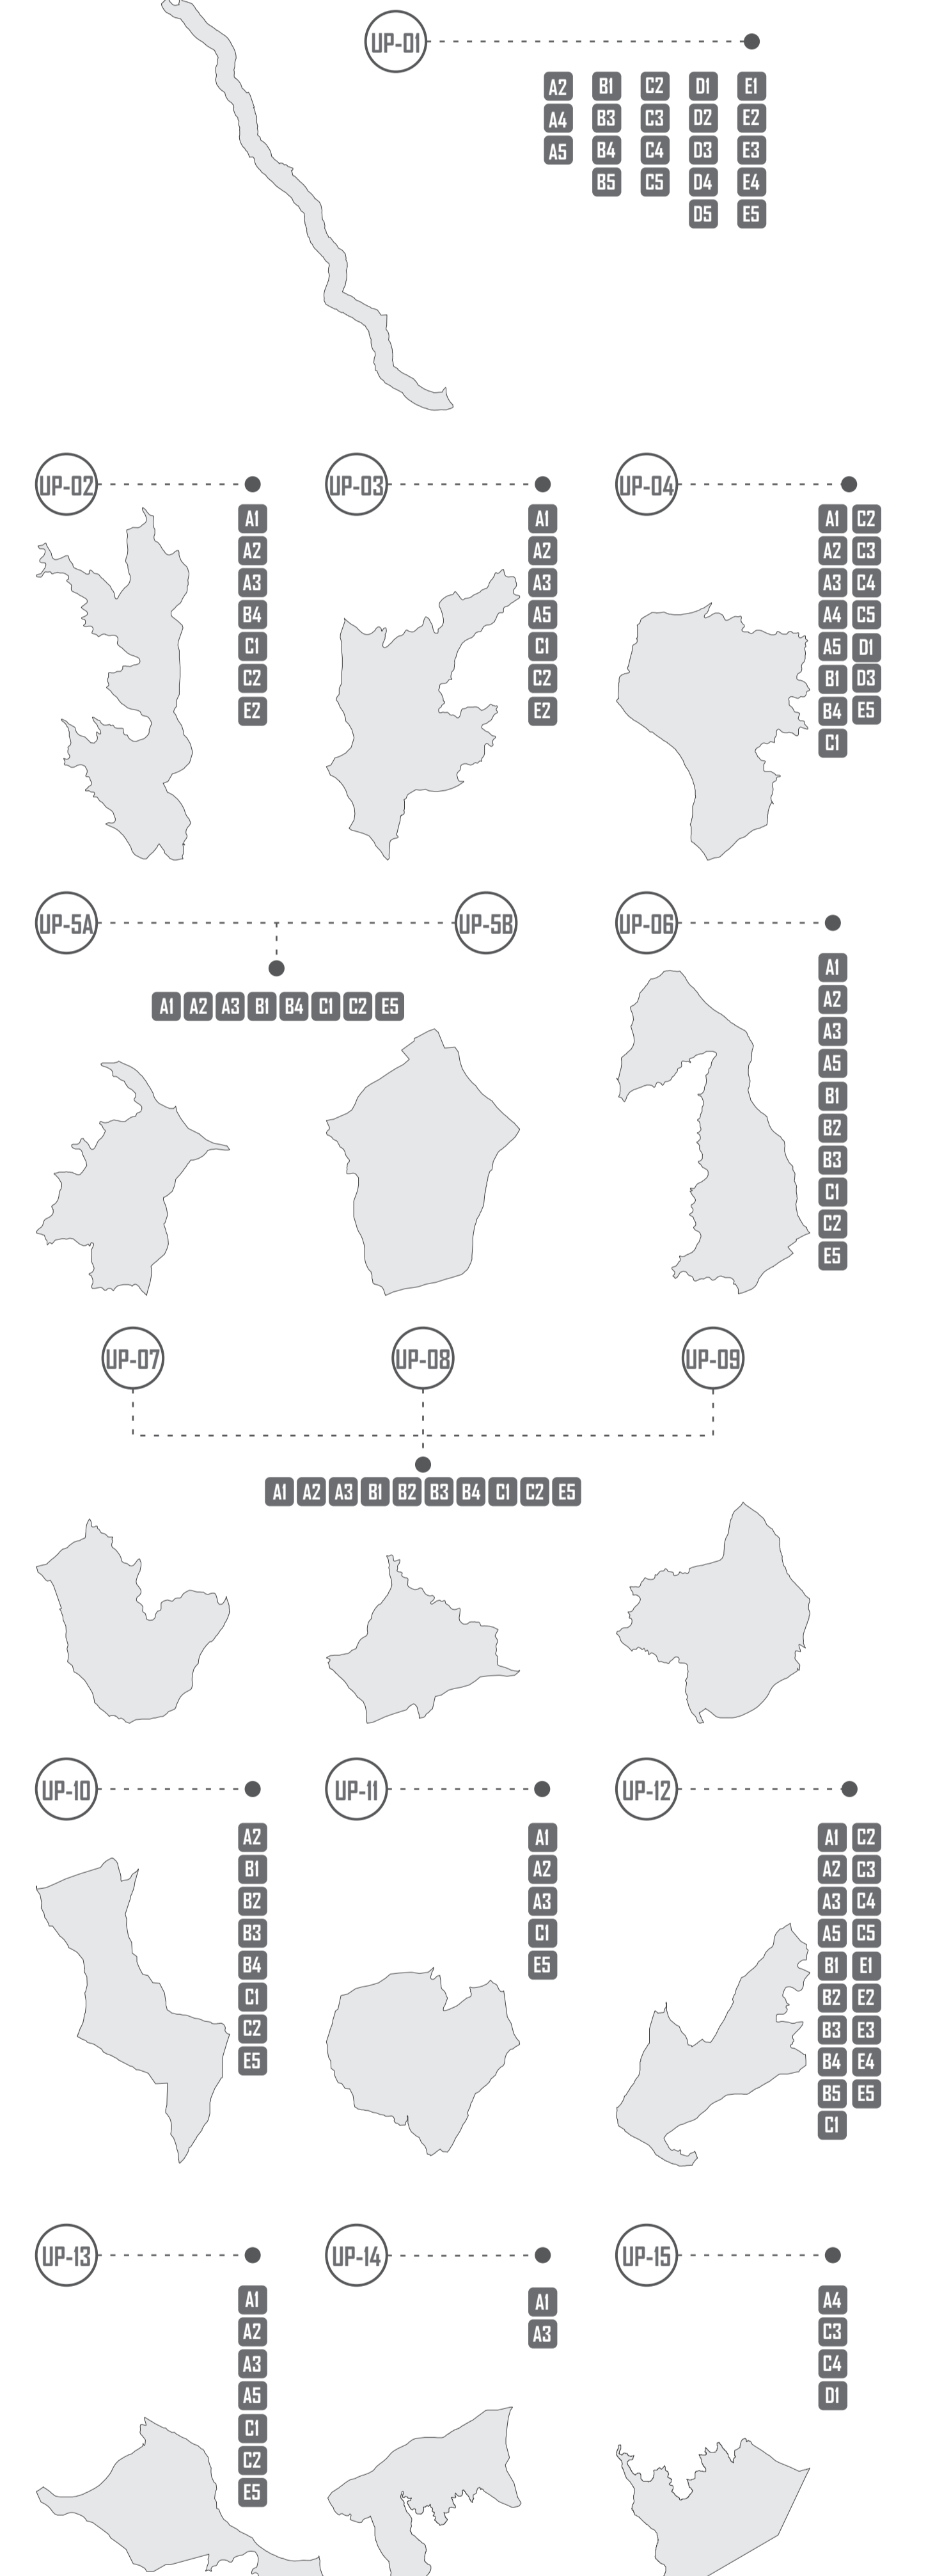 UP-01
A2 B1 C2 D1 E1
A4 B3 C3 D2 E2
A5 B4 C4 D3 E3
B5 C5 D4 E4
D5 E5
UP-02
A1
A2
A3
B4
C1
C2
E2
UP-03
A1
A2
A3
A5
C1
C2
E2
UP-04
A1 C2
A2 C3
A3 C4
A4 C5
A5 D1
B1 D3
B4 E5
C1
UP-5A UP-5B
A1 A2 A3 B1 B4 C1 C2 E5
UP-06
A1
A2
A3
A5
B1
B2
B3
C1
C2
E5
UP-07 UP-08 UP-09
A1 A2 A3 B1 B2 B3 B4 C1 C2 E5
UP-10
A2
B1
B2
B3
B4
C1
C2
E5
UP-11
A1
A2
A3
C1
E5
UP-12
A1 C2
A2 C3
A3 C4
A5 C5
B1 E1
B2 E2
B3 E3
B4 E4
B5 E5
C1
UP-13
A1
A2
A3
A5
C1
C2
E5
UP-14
A1
A3
UP-15
A4
C3
C4
D1